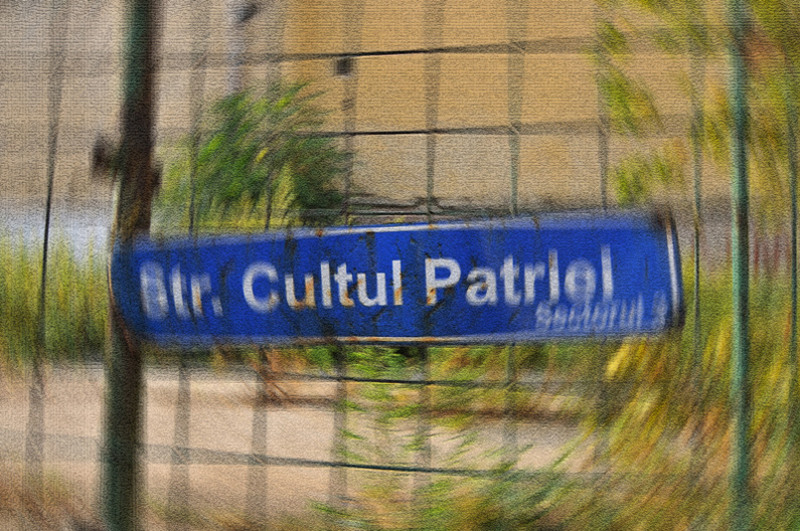 Str. Cultul Patriei
Sectorul 3